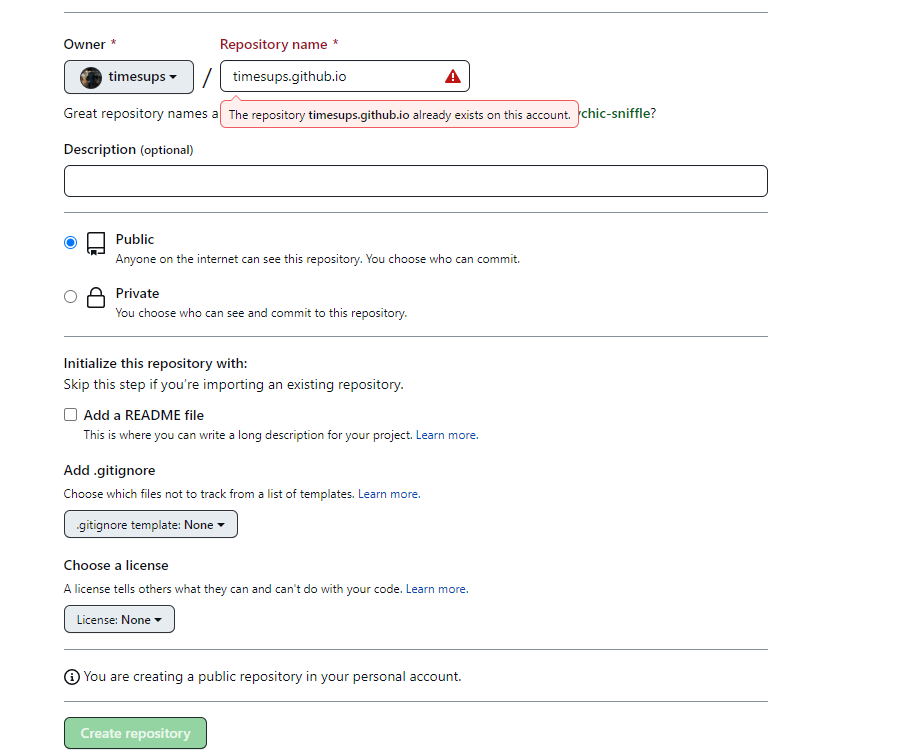 Owner * Repository name *
timesups / timesups.github.io
Great repository names a The repository timesups.github.io already exists on this account. chic-sniffle?
Description (optional)
Public
Anyone on the internet can see this repository. You choose who can commit.
Private
You choose who can see and commit to this repository.
Initialize this repository with:
Skip this step if you're importing an existing repository.
Add a README file
This is where you can write a long description for your project. Learn more.
Add .gitignore
Choose which files not to track from a list of templates. Learn more.
.gitignore template: None
Choose a license
A license tells others what they can and can't do with your code. Learn more.
License: None
You are creating a public repository in your personal account.
Create repository